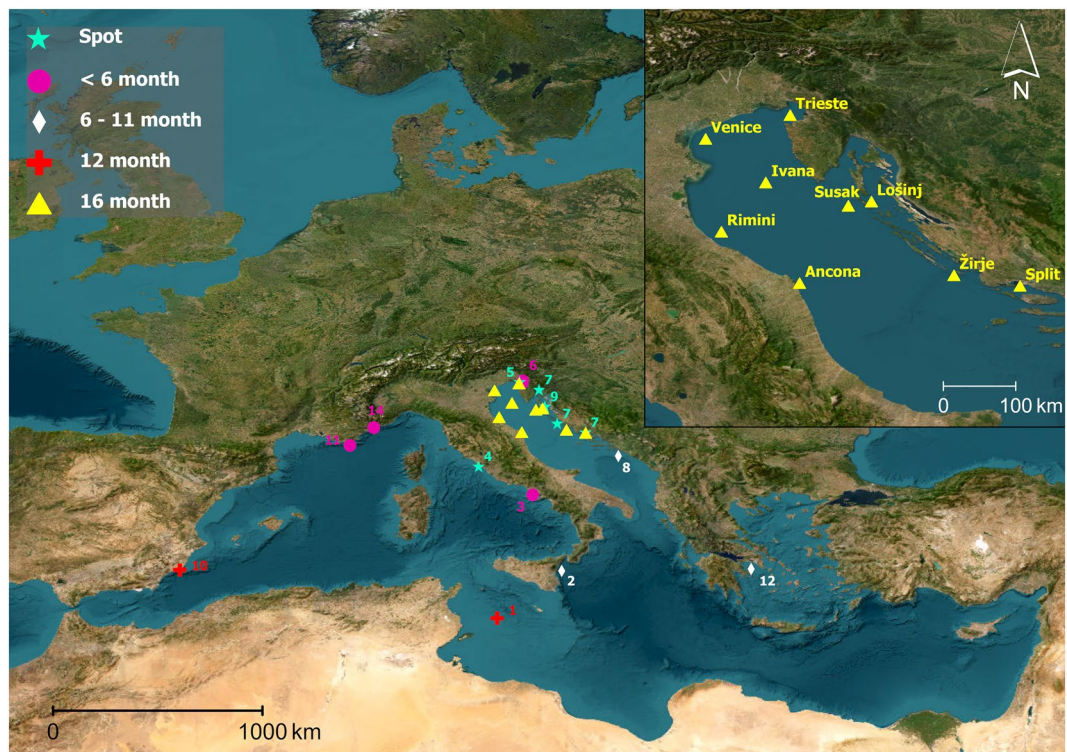 Spot
< 6 month
6 - 11 month
12 month
16 month
N
Trieste
Venice
Ivana
Susak
Lošinj
Rimini
Ancona
Žirje
Split
0 100 km
5
6
7
9
7
7
14
4
8
3
10
2
12
1
0 1000 km